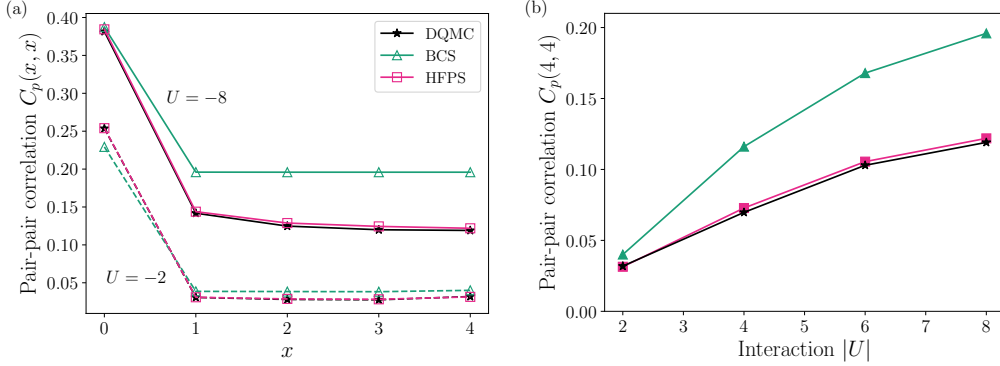 (a)
Pair-pair correlation $C_p(x, x)$
0.40
0.35
0.30
0.25
0.20
0.15
0.10
0.05
0
1
2
3
4
$x$
$U = -8$
$U = -2$
DQMC
BCS
HFPS
(b)
Pair-pair correlation $C_p(4, 4)$
0.20
0.15
0.10
0.05
0.00
2
3
4
5
6
7
8
Interaction $|U|$